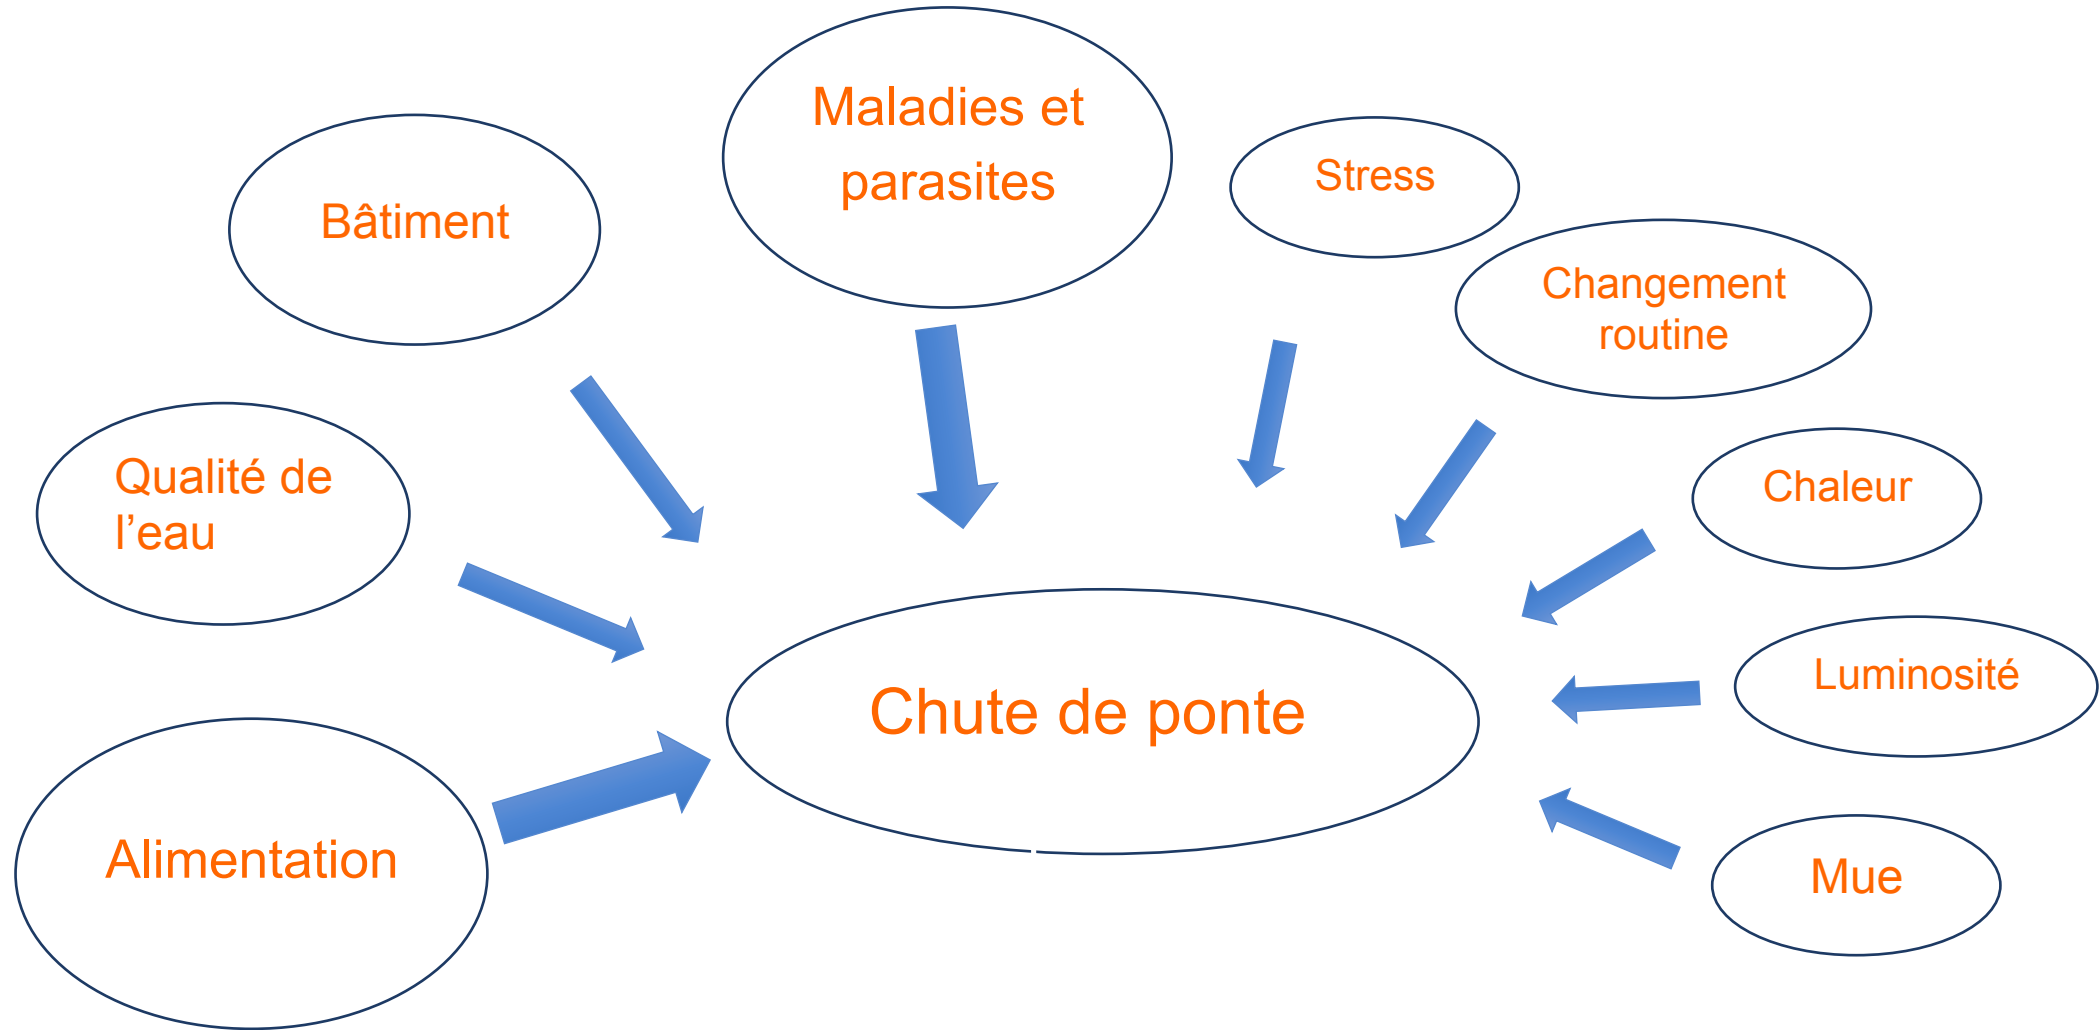 Maladies et
parasites
Stress
Bâtiment
Changement
routine
Qualité de
l’eau
Chaleur
Luminosité
Chute de ponte
Alimentation
Mue